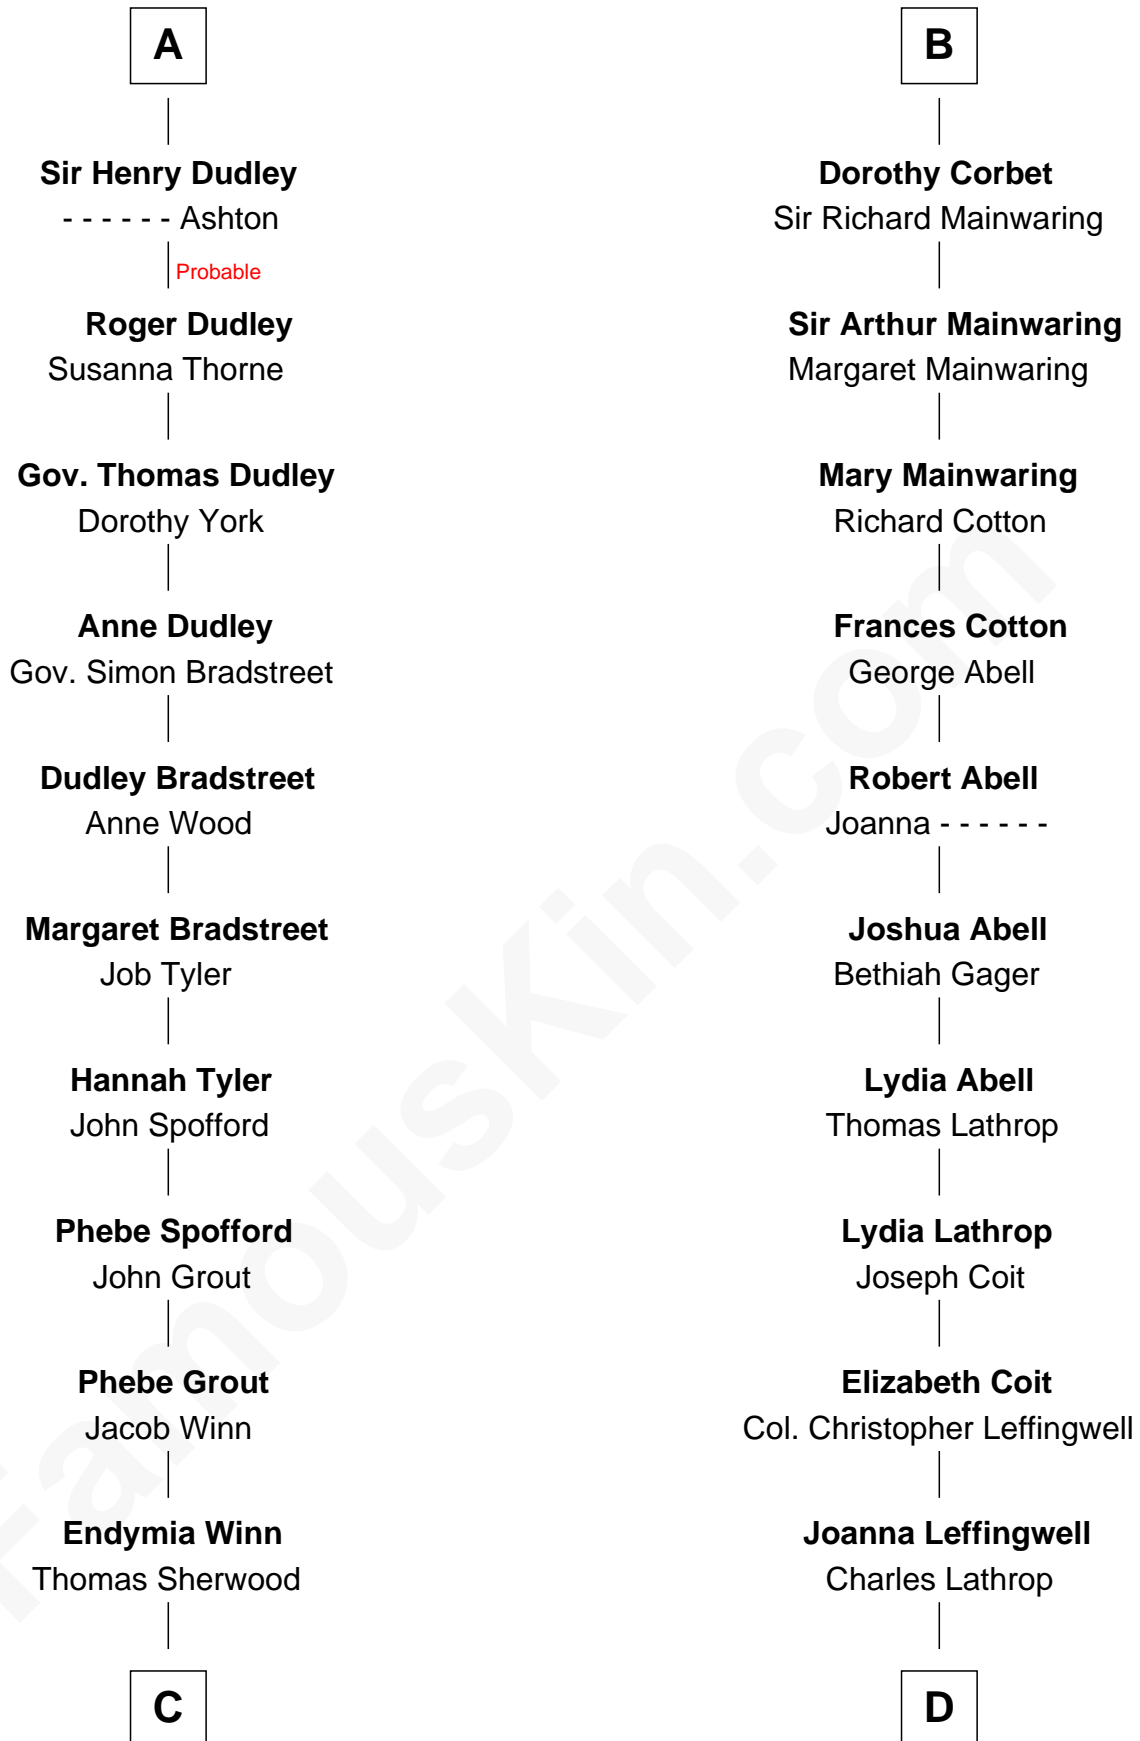 A
Sir Henry Dudley
- - - - - - Ashton
Probable
Roger Dudley
Susanna Thorne
Gov. Thomas Dudley
Dorothy York
Anne Dudley
Gov. Simon Bradstreet
Dudley Bradstreet
Anne Wood
Margaret Bradstreet
Job Tyler
Hannah Tyler
John Spofford
Phebe Spofford
John Grout
Phebe Grout
Jacob Winn
Endymia Winn
Thomas Sherwood
C
B
Dorothy Corbet
Sir Richard Mainwaring
Sir Arthur Mainwaring
Margaret Mainwaring
Mary Mainwaring
Richard Cotton
Frances Cotton
George Abell
Robert Abell
Joanna - - - - - -
Joshua Abell
Bethiah Gager
Lydia Abell
Thomas Lathrop
Lydia Lathrop
Joseph Coit
Elizabeth Coit
Col. Christopher Leffingwell
Joanna Leffingwell
Charles Lathrop
D
FamousKin.com